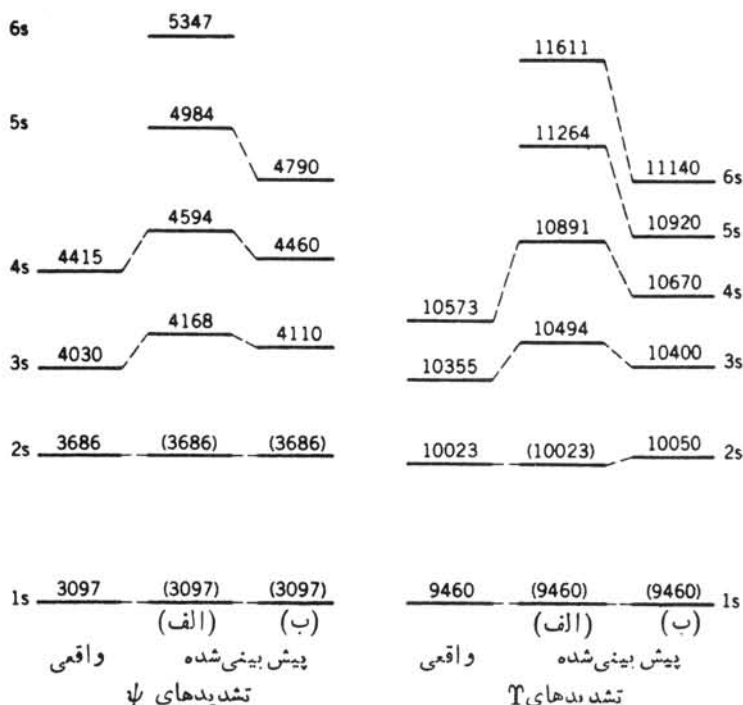 6s 5347
11611
5s 4984
11264
4790
11140 6s
4594
10891
10920 5s
4s 4415
4460
10670 4s
10573
4168
4110
10494
3s 4030
10355
10400 3s
2s 3686 (3686) (3686)
10023 (10023) 10050 2s
1s 3097 (3097) (3097)
9460 (9460) (9460) 1s
(الف) (ب)
(الف) (ب)
واقعی پیش‌بینی‌شده
واقعی پیش‌بینی‌شده
تشدیدهای ψ
تشدیدهای Υ